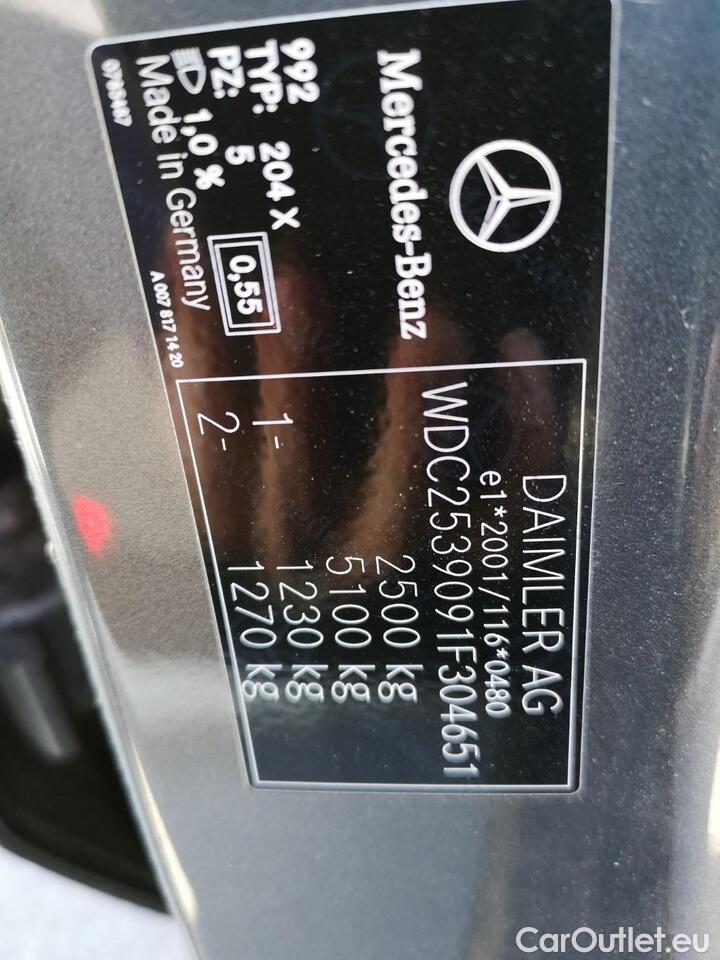 Mercedes-Benz
992
TYP: 204 X
PZ: 5
1,0 %
0,55
Made in Germany
0788487
A 007 817 14 20
DAIMLER AG
e1*2001/116*0480
WDC2539091F304651
2500 kg
5100 kg
1- 1230 kg
2- 1270 kg
CarOutlet.eu